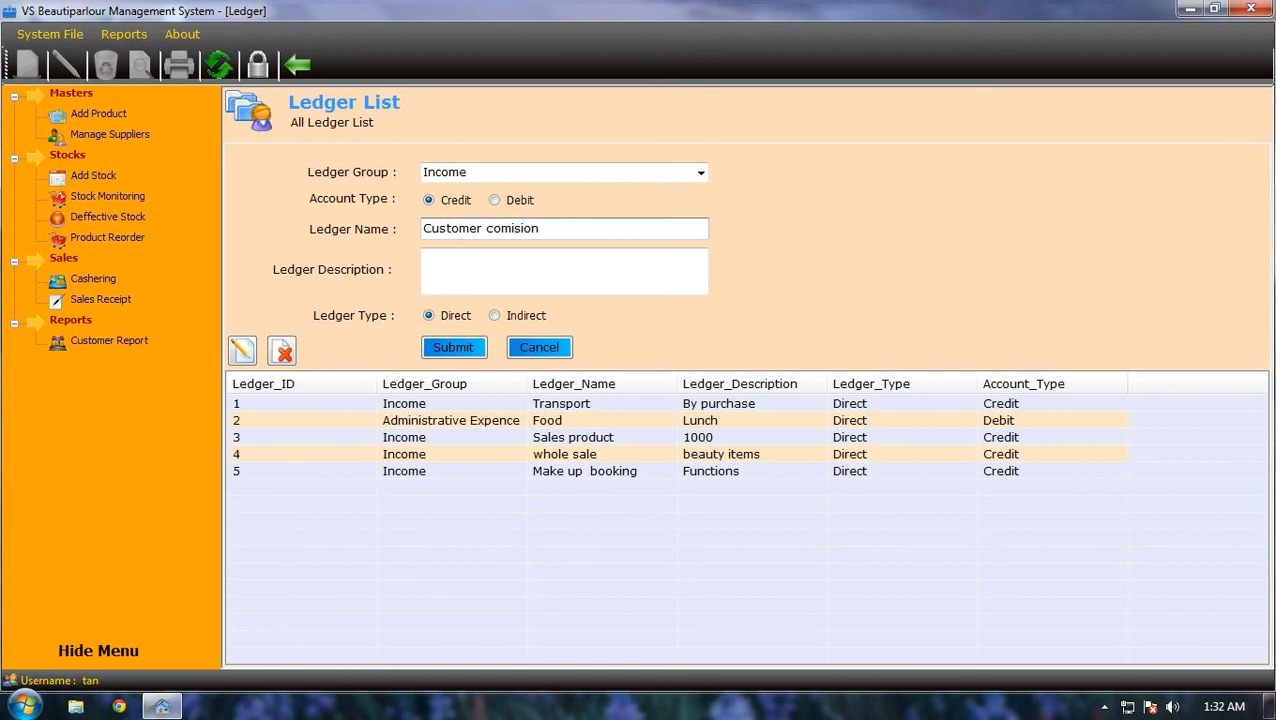 VS Beautiparlour Management System - [Ledger]
System File Reports About
Masters
Add Product
Manage Suppliers
Stocks
Add Stock
Stock Monitoring
Deffective Stock
Product Reorder
Sales
Cashering
Sales Receipt
Reports
Customer Report
Hide Menu
Ledger List
All Ledger List
Ledger Group : Income
Account Type : Credit Debit
Ledger Name : Customer comision
Ledger Description :
Ledger Type : Direct Indirect
Submit Cancel
Ledger_ID Ledger_Group Ledger_Name Ledger_Description Ledger_Type Account_Type
1 Income Transport By purchase Direct Credit
2 Administrative Expence Food Lunch Direct Debit
3 Income Sales product 1000 Direct Credit
4 Income whole sale beauty items Direct Credit
5 Income Make up booking Functions Direct Credit
Username : tan
1:32 AM